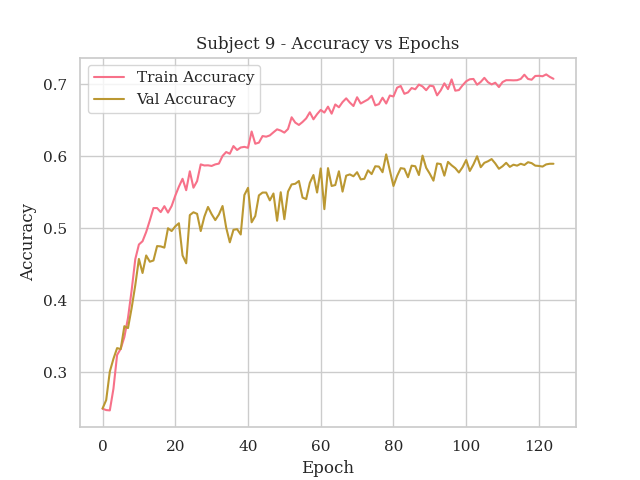 Subject 9 - Accuracy vs Epochs
Train Accuracy
Val Accuracy
0.7
0.6
0.5
0.4
0.3
Accuracy
0 20 40 60 80 100 120
Epoch